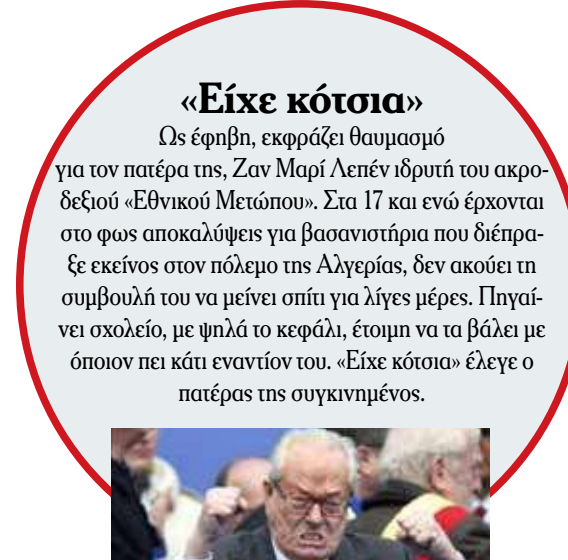 «Είχε κότσια»
Ως έφηβη, εκφράζει θαυμασμό
για τον πατέρα της, Ζαν Μαρί Λεπέν ιδρυτή του ακρο-
δεξιού «Εθνικού Μετώπου». Στα 17 και ενώ έρχονται
στο φως αποκαλύψεις για βασανιστήρια που διέπρα-
ξε εκείνος στον πόλεμο της Αλγερίας, δεν ακούει τη
συμβουλή του να μείνει σπίτι για λίγες μέρες. Πηγαί-
νει σχολείο, με ψηλά το κεφάλι, έτοιμη να τα βάλει με
όποιον πει κάτι εναντίον του. «Είχε κότσια» έλεγε ο
πατέρας της συγκινημένος.